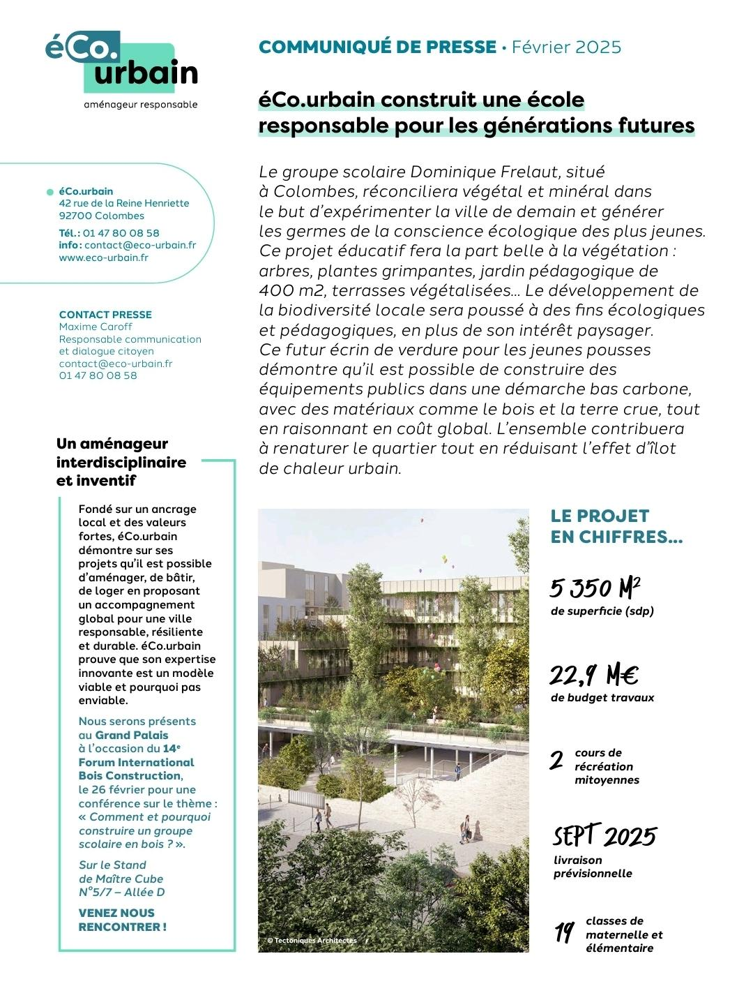 éCo.
urbain
aménageur responsable
COMMUNIQUÉ DE PRESSE • Février 2025
éCo.urbain construit une école
responsable pour les générations futures
éCo.urbain
42 rue de la Reine Henriette
92700 Colombes
Tél. : 01 47 80 08 58
info : contact@eco-urbain.fr
www.eco-urbain.fr
CONTACT PRESSE
Maxime Caroff
Responsable communication
et dialogue citoyen
contact@eco-urbain.fr
01 47 80 08 58
Le groupe scolaire Dominique Frelaut, situé
à Colombes, réconciliera végétal et minéral dans
le but d’expérimenter la ville de demain et générer
les germes de la conscience écologique des plus jeunes.
Ce projet éducatif fera la part belle à la végétation :
arbres, plantes grimpantes, jardin pédagogique de
400 m2, terrasses végétalisées... Le développement de
la biodiversité locale sera poussé à des fins écologiques
et pédagogiques, en plus de son intérêt paysager.
Ce futur écrin de verdure pour les jeunes pousses
démontre qu’il est possible de construire des
équipements publics dans une démarche bas carbone,
avec des matériaux comme le bois et la terre crue, tout
en raisonnant en coût global. L’ensemble contribuera
à renaturer le quartier tout en réduisant l’effet d’îlot
de chaleur urbain.
Un aménageur
interdisciplinaire
et inventif
Fondé sur un ancrage
local et des valeurs
fortes, éCo.urbain
démontre sur ses
projets qu’il est possible
d’aménager, de bâtir,
de loger en proposant
un accompagnement
global pour une ville
responsable, résiliente
et durable. éCo.urbain
prouve que son expertise
innovante est un modèle
viable et pourquoi pas
enviable.
Nous serons présents
au Grand Palais
à l’occasion du 14e
Forum International
Bois Construction,
le 26 février pour une
conférence sur le thème :
« Comment et pourquoi
construire un groupe
scolaire en bois ? ».
Sur le Stand
de Maître Cube
N°5/7 – Allée D
VENEZ NOUS
RENCONTRER !
© Tectoniques Architectes
LE PROJET
EN CHIFFRES...
5 350 M²
de superficie (sdp)
22,9 M€
de budget travaux
2 cours de
récréation
mitoyennes
SEPT 2025
livraison
prévisionnelle
19 classes de
maternelle et
élémentaire